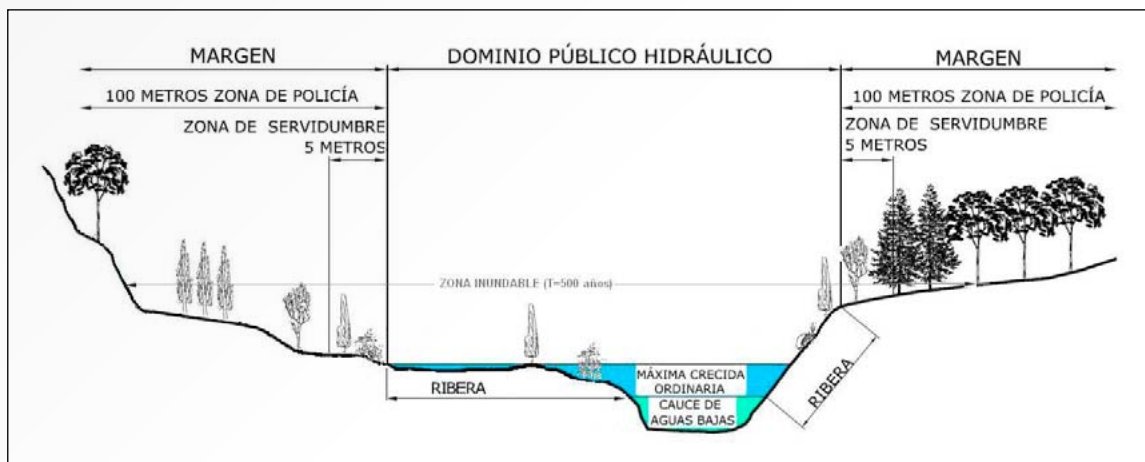 MARGEN
DOMINIO PÚBLICO HIDRÁULICO
MARGEN
100 METROS ZONA DE POLICÍA
100 METROS ZONA DE POLICÍA
ZONA DE SERVIDUMBRE
5 METROS
ZONA DE SERVIDUMBRE
5 METROS
ZONA INUNDABLE (T=500 años)
MÁXIMA CRECIDA
ORDINARIA
RIBERA
CAUCE DE
AGUAS BAJAS
RIBERA